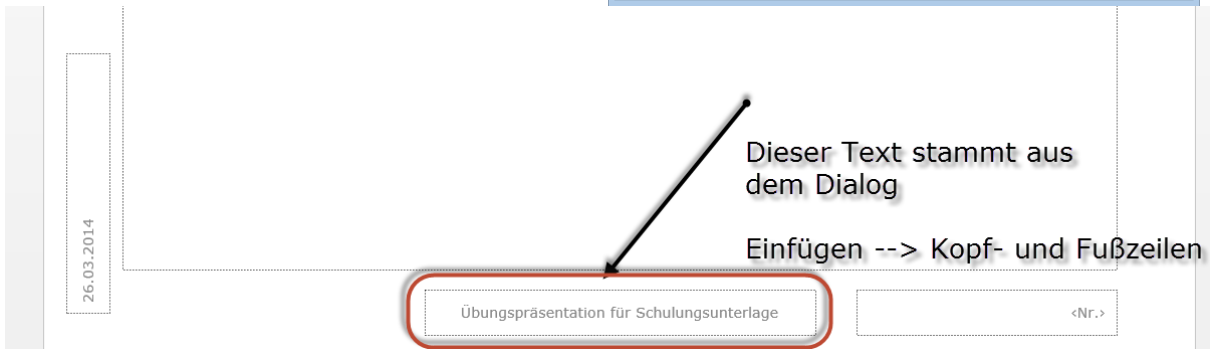 Dieser Text stammt aus
dem Dialog
Einfügen --> Kopf- und Fußzeilen
26.03.2014
Übungspräsentation für Schulungsunterlage
‹Nr.›